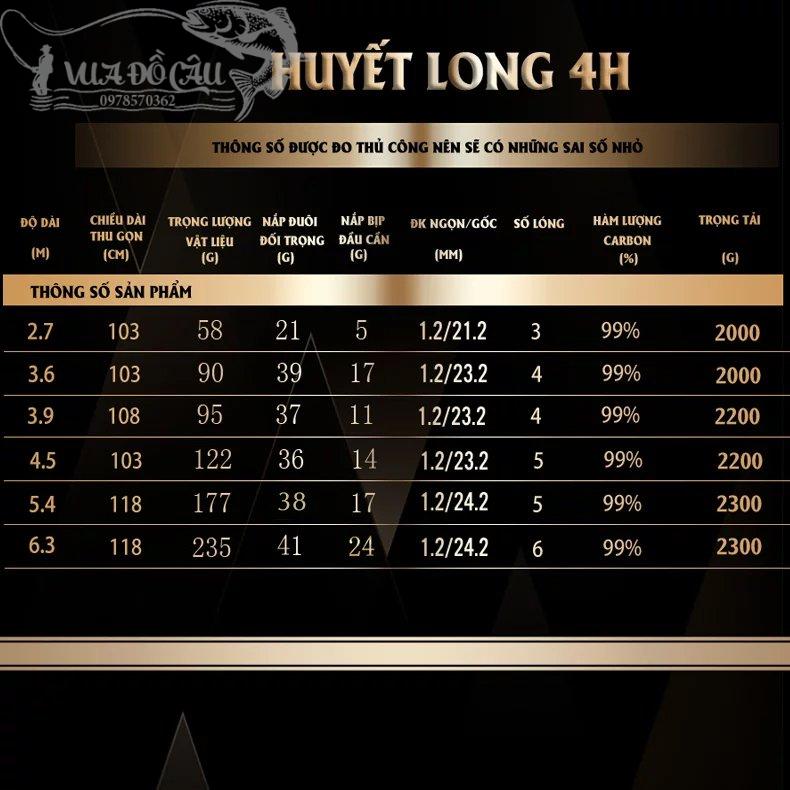 VUA ĐỒ CÂU
0978570362
HUYẾT LONG 4H
THÔNG SỐ ĐƯỢC ĐO THỦ CÔNG NÊN SẼ CÓ NHỮNG SAI SỐ NHỎ
ĐỘ DÀI (M) CHIỀU DÀI THU GỌN (CM) TRỌNG LƯỢNG VẬT LIỆU (G) NẮP ĐUÔI ĐỐI TRỌNG (G) NẮP BỊP ĐẦU CẦN (G) ĐK NGỌN/GỐC (MM) SỐ LÓNG HÀM LƯỢNG CARBON (%) TRỌNG TẢI (G)
THÔNG SỐ SẢN PHẨM
2.7 103 58 21 5 1.2/21.2 3 99% 2000
3.6 103 90 39 17 1.2/23.2 4 99% 2000
3.9 108 95 37 11 1.2/23.2 4 99% 2200
4.5 103 122 36 14 1.2/23.2 5 99% 2200
5.4 118 177 38 17 1.2/24.2 5 99% 2300
6.3 118 235 41 24 1.2/24.2 6 99% 2300